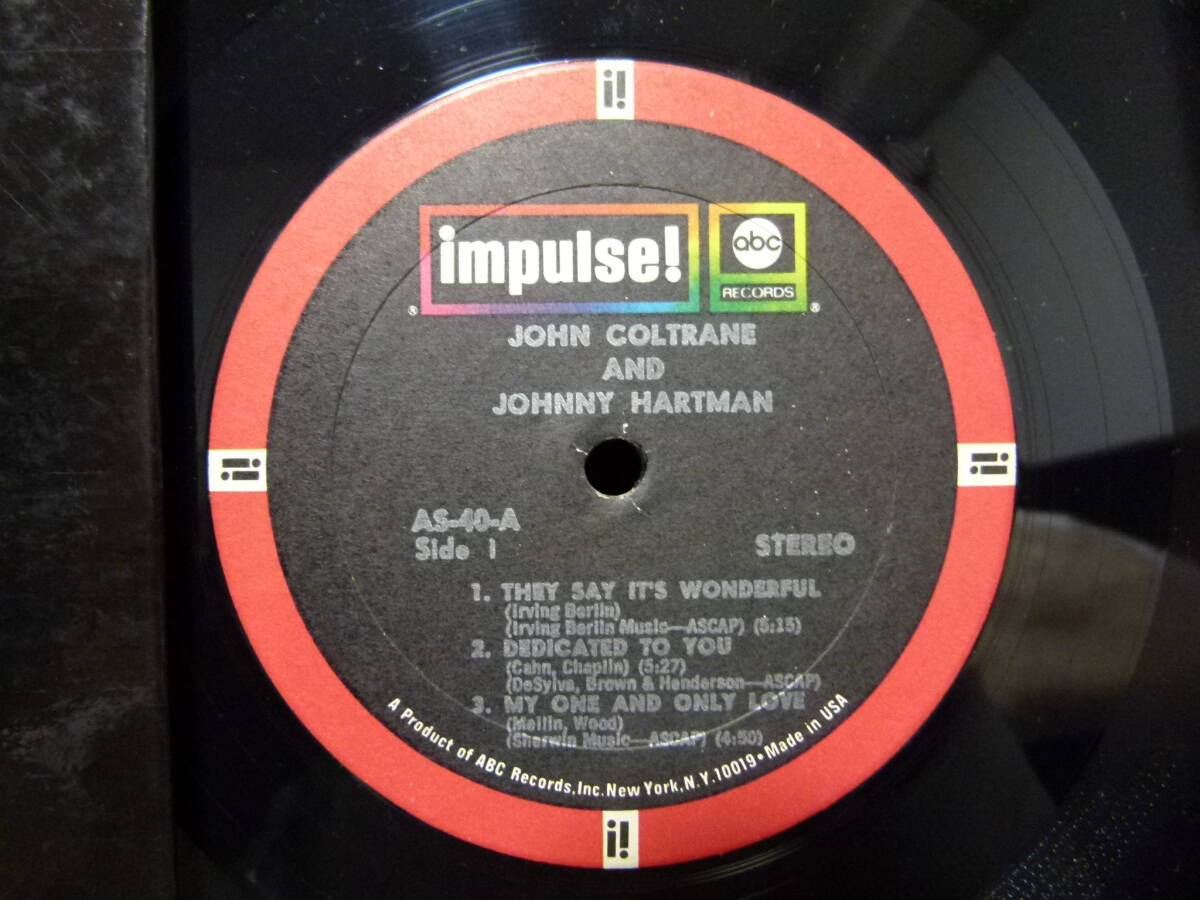 i!
impulse!
abc
RECORDS
®
®
JOHN COLTRANE
AND
JOHNNY HARTMAN
i!
i!
AS-40-A
Side 1
STEREO
1. THEY SAY IT'S WONDERFUL
(Irving Berlin)
(Irving Berlin Music—ASCAP) (5:15)
2. DEDICATED TO YOU
(Cahn, Chaplin) (5:27)
(DeSylva, Brown & Henderson—ASCAP)
3. MY ONE AND ONLY LOVE
(Mellin, Wood)
(Sherwin Music—ASCAP) (4:50)
A Product of ABC Records, Inc. New York, N.Y. 10019 • Made in USA
i!